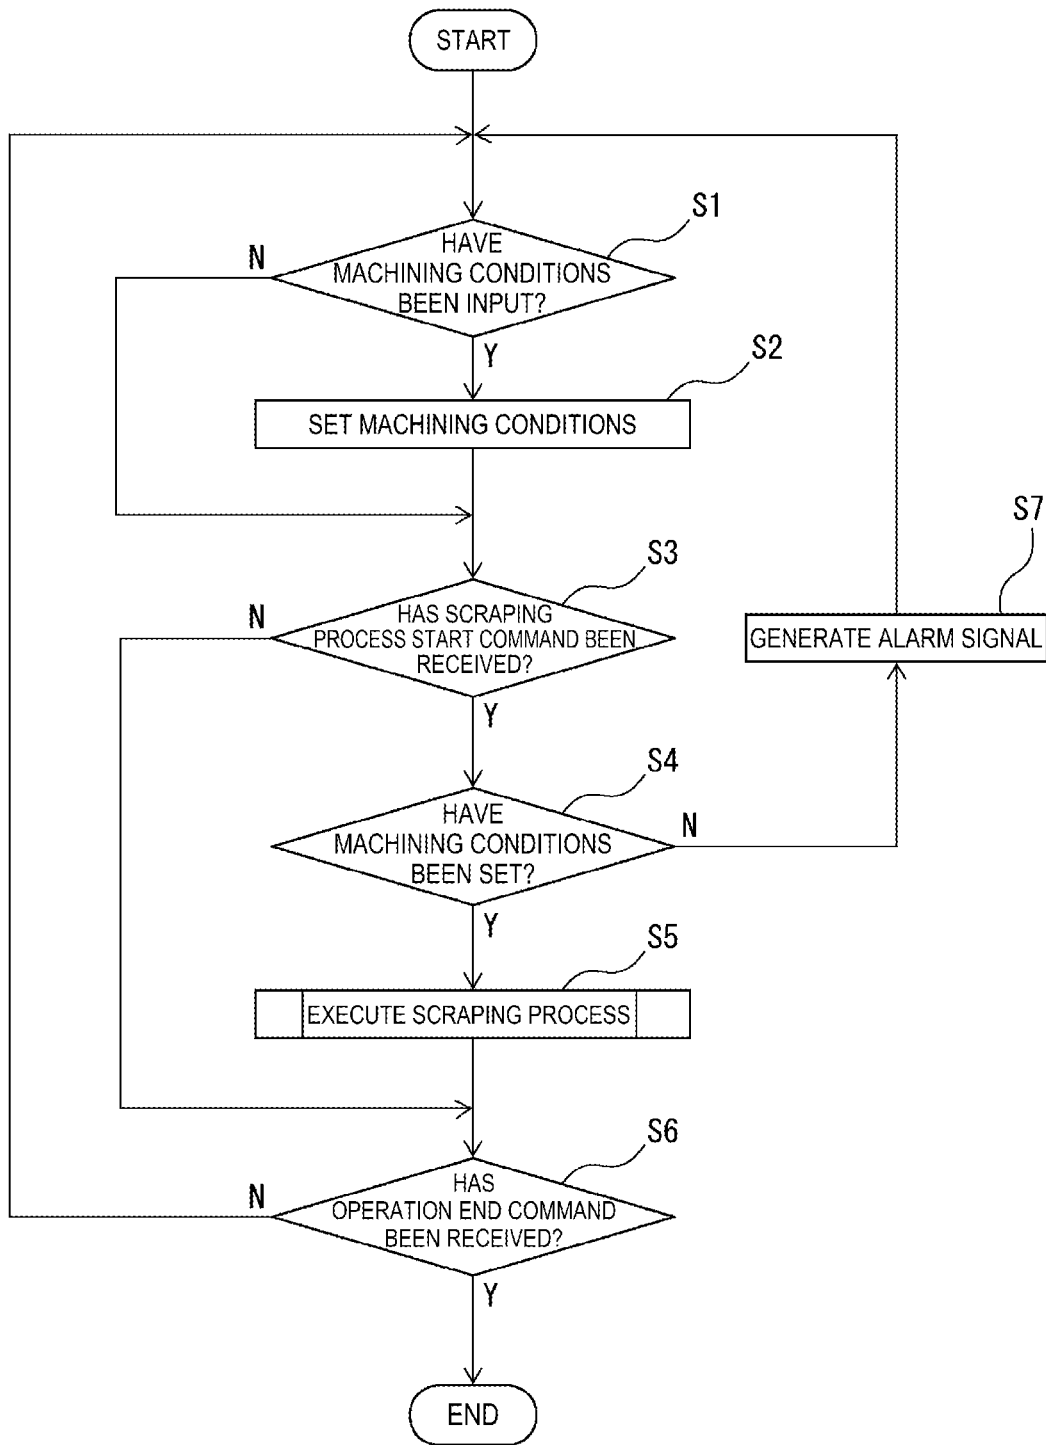 START
S1
HAVE
N
MACHINING CONDITIONS
BEEN INPUT?
Y
S2
SET MACHINING CONDITIONS
S7
S3
N
HAS SCRAPING
PROCESS START COMMAND BEEN
RECEIVED?
GENERATE ALARM SIGNAL
Y
S4
HAVE
N
MACHINING CONDITIONS
BEEN SET?
Y
S5
EXECUTE SCRAPING PROCESS
S6
N
HAS
OPERATION END COMMAND
BEEN RECEIVED?
Y
END